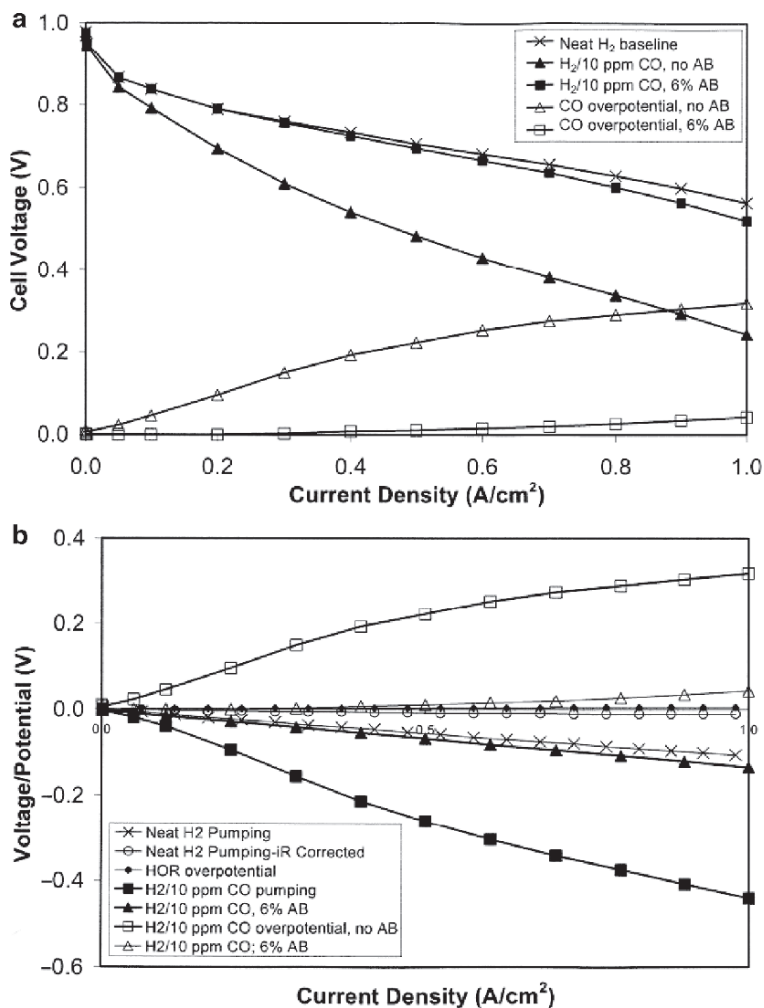 a
1.0
0.8
0.6
0.4
0.2
0.0
Cell Voltage (V)
Neat H₂ baseline
H₂/10 ppm CO, no AB
H₂/10 ppm CO, 6% AB
CO overpotential, no AB
CO overpotential, 6% AB
0.0 0.2 0.4 0.6 0.8 1.0
Current Density (A/cm²)
b
0.4
0.2
0.0
−0.2
−0.4
−0.6
Voltage/Potential (V)
0.0 0.5 1.0
Neat H2 Pumping
Neat H2 Pumping-iR Corrected
HOR overpotential
H2/10 ppm CO pumping
H2/10 ppm CO, 6% AB
H2/10 ppm CO overpotential, no AB
H2/10 ppm CO; 6% AB
Current Density (A/cm²)